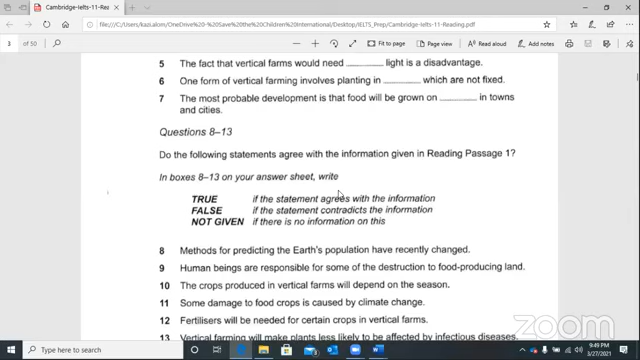 Cambridge-Ielts-11-Reading.pdf
file:///C:/Users/kazi.alom/OneDrive%20-%20Save%20the%20Children%20International/Desktop/IELTS_Prep/Cambridge-Ielts-11-Reading.pdf
3 of 50
Fit to page
Page view
Read aloud
Add notes
5 The fact that vertical farms would need ________ light is a disadvantage.
6 One form of vertical farming involves planting in ________ which are not fixed.
7 The most probable development is that food will be grown on ________ in towns
and cities.
Questions 8–13
Do the following statements agree with the information given in Reading Passage 1?
In boxes 8–13 on your answer sheet, write
TRUE if the statement agrees with the information
FALSE if the statement contradicts the information
NOT GIVEN if there is no information on this
8 Methods for predicting the Earth's population have recently changed.
9 Human beings are responsible for some of the destruction to food-producing land.
10 The crops produced in vertical farms will depend on the season.
11 Some damage to food crops is caused by climate change.
12 Fertilisers will be needed for certain crops in vertical farms.
13 Vertical farming will make plants less likely to be affected by infectious diseases.
zoom
Type here to search
9:49 PM
3/27/2021